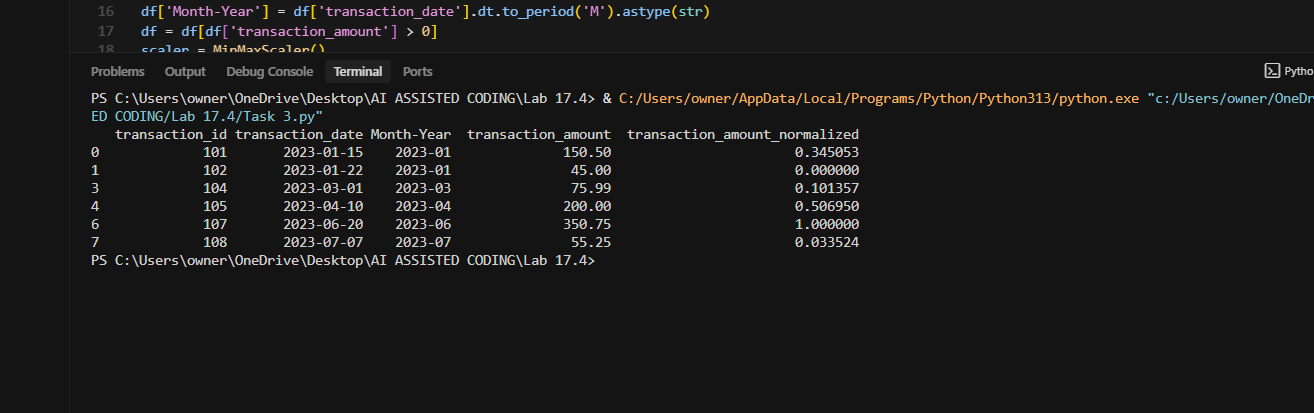 16 df['Month-Year'] = df['transaction_date'].dt.to_period('M').astype(str)
17 df = df[df['transaction_amount'] > 0]
18 scaler = MinMaxScaler()
Problems Output Debug Console Terminal Ports Pytho
PS C:\Users\owner\OneDrive\Desktop\AI ASSISTED CODING\Lab 17.4> & C:/Users/owner/AppData/Local/Programs/Python/Python313/python.exe "c:/Users/owner/OneDr
ED CODING/Lab 17.4/Task 3.py"
transaction_id transaction_date Month-Year transaction_amount transaction_amount_normalized
0 101 2023-01-15 2023-01 150.50 0.345053
1 102 2023-01-22 2023-01 45.00 0.000000
3 104 2023-03-01 2023-03 75.99 0.101357
4 105 2023-04-10 2023-04 200.00 0.506950
6 107 2023-06-20 2023-06 350.75 1.000000
7 108 2023-07-07 2023-07 55.25 0.033524
PS C:\Users\owner\OneDrive\Desktop\AI ASSISTED CODING\Lab 17.4>